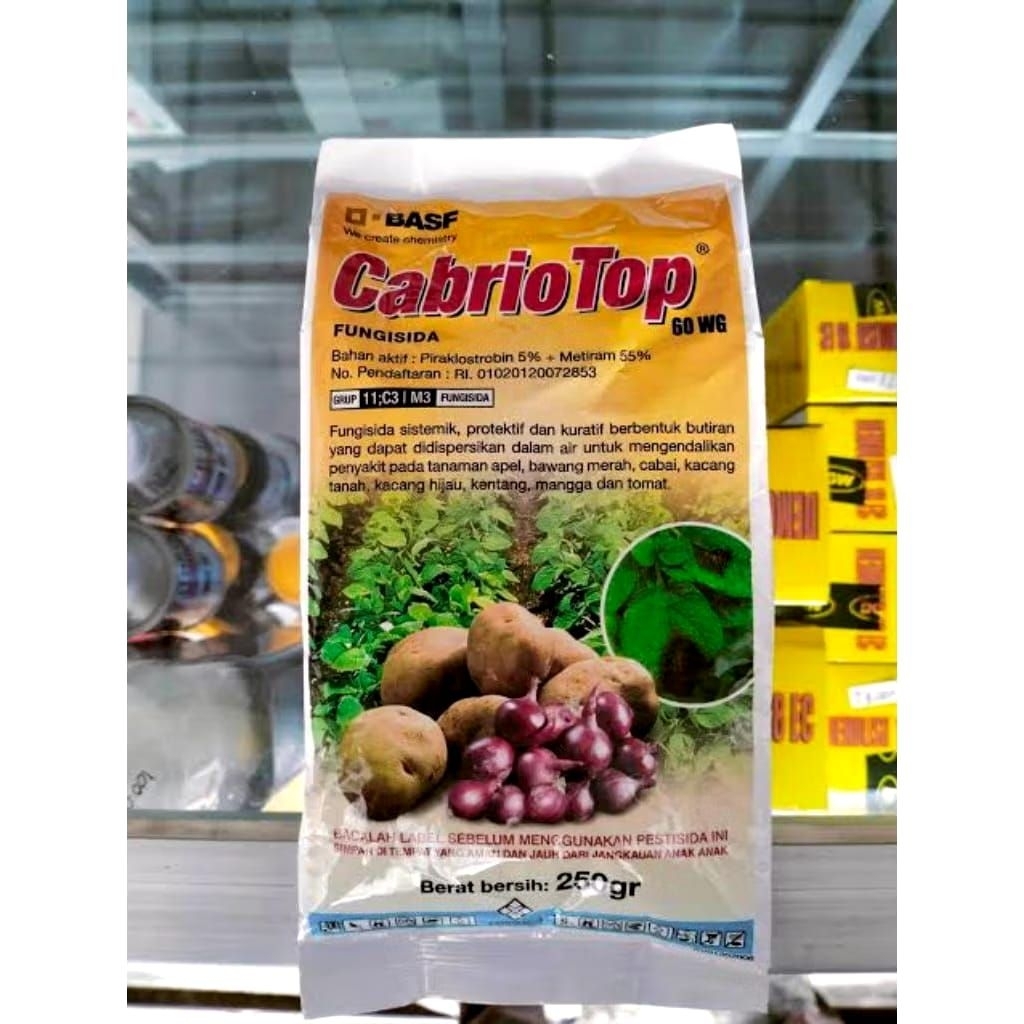 BASF
We create chemistry
CabrioTop®
60 WG
FUNGISIDA
Bahan aktif : Piraklostrobin 5% + Metiram 55%
No. Pendaftaran : RI. 01020120072853
GRUP 11;C3 / M3 FUNGISIDA
Fungisida sistemik, protektif dan kuratif berbentuk butiran
yang dapat didispersikan dalam air untuk mengendalikan
penyakit pada tanaman apel, bawang merah, cabai, kacang
tanah, kacang hijau, kentang, mangga dan tomat.
BACALAH LABEL SEBELUM MENGGUNAKAN PESTISIDA INI
SIMPAN DI TEMPAT YANG AMAN DAN JAUH DARI JANGKAUAN ANAK ANAK
Berat bersih: 250gr